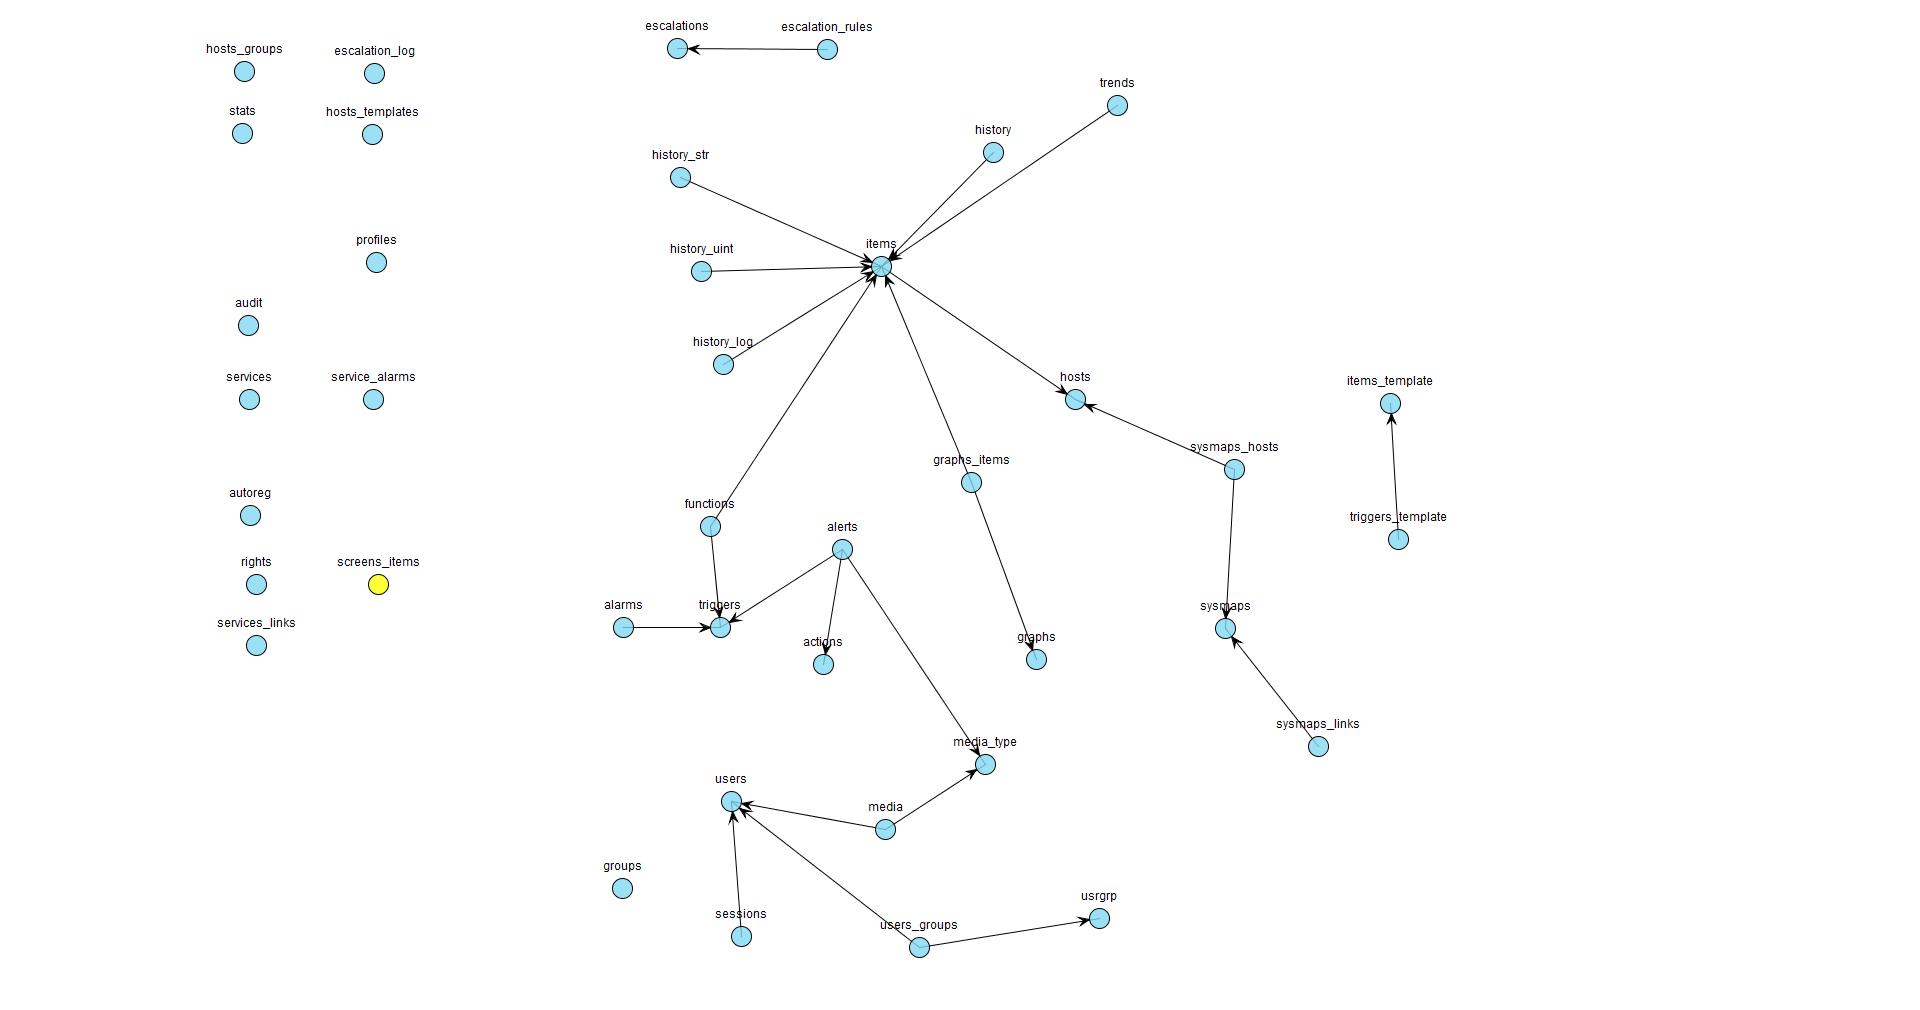 escalations
escalation_rules
hosts_groups
escalation_log
trends
stats
hosts_templates
history
history_str
profiles
items
history_uint
audit
history_log
services
service_alarms
hosts
items_template
sysmaps_hosts
graphs_items
autoreg
functions
triggers_template
alerts
rights
screens_items
alarms
triggers
sysmaps
services_links
actions
graphs
sysmaps_links
media_type
users
media
groups
usrgrp
sessions
users_groups